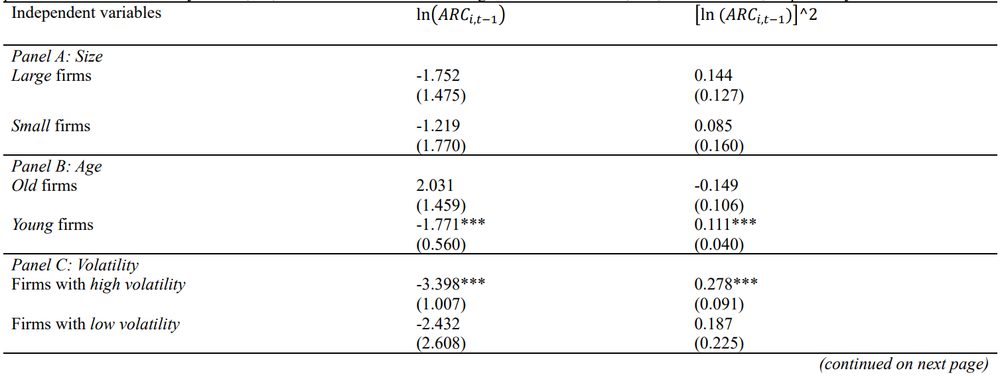 Independent variables ln(ARC_{i,t−1}) [ln (ARC_{i,t−1})]^2
Panel A: Size
Large firms -1.752 0.144
(1.475) (0.127)
Small firms -1.219 0.085
(1.770) (0.160)
Panel B: Age
Old firms 2.031 -0.149
(1.459) (0.106)
Young firms -1.771*** 0.111***
(0.560) (0.040)
Panel C: Volatility
Firms with high volatility -3.398*** 0.278***
(1.007) (0.091)
Firms with low volatility -2.432 0.187
(2.608) (0.225)
(continued on next page)